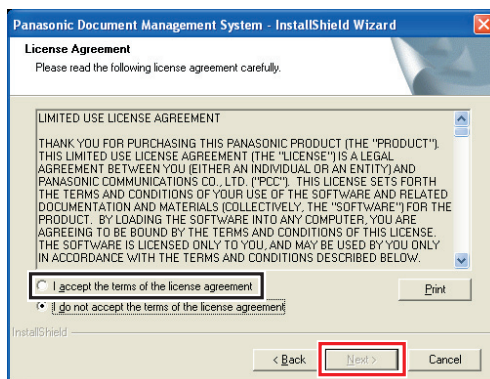 Panasonic Document Management System - InstallShield Wizard
License Agreement
Please read the following license agreement carefully.
LIMITED USE LICENSE AGREEMENT
THANK YOU FOR PURCHASING THIS PANASONIC PRODUCT (THE "PRODUCT").
THIS LIMITED USE LICENSE AGREEMENT (THE "LICENSE") IS A LEGAL
AGREEMENT BETWEEN YOU (EITHER AN INDIVIDUAL OR AN ENTITY) AND
PANASONIC COMMUNICATIONS CO., LTD. ("PCC"). THIS LICENSE SETS FORTH
THE TERMS AND CONDITIONS OF YOUR USE OF THE SOFTWARE AND RELATED
DOCUMENTATION AND MATERIALS (COLLECTIVELY, THE "SOFTWARE") FOR THE
PRODUCT. BY LOADING THE SOFTWARE INTO ANY COMPUTER, YOU ARE
AGREEING TO BE BOUND BY THE TERMS AND CONDITIONS OF THIS LICENSE.
THE SOFTWARE IS LICENSED ONLY TO YOU, AND MAY BE USED BY YOU ONLY
IN ACCORDANCE WITH THE TERMS AND CONDITIONS DESCRIBED BELOW.
I accept the terms of the license agreement
Print
I do not accept the terms of the license agreement
InstallShield
< Back Next > Cancel